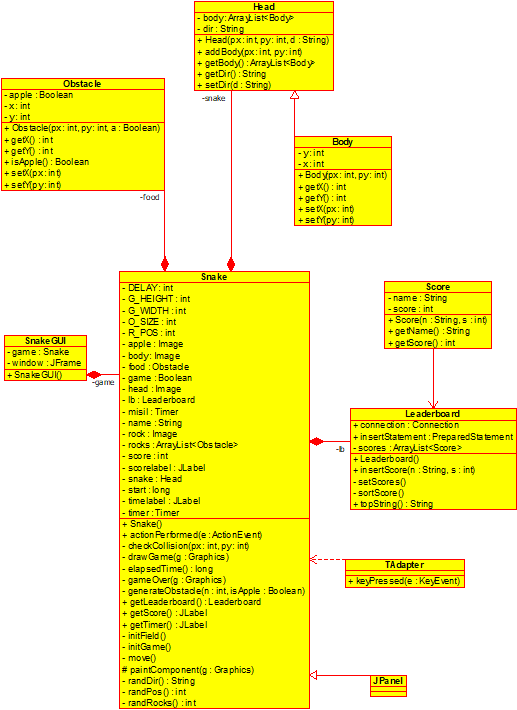 Head
- body: ArrayList<Body>
- dir : String
+ Head(px: int, py: int, d : String)
+ addBody(px: int, py: int)
+ getBody() : ArrayList<Body>
+ getDir() : String
+ setDir(d : String)
-snake
Obstacle
- apple : Boolean
- x: int
- y: int
+ Obstacle(px: int, py: int, a : Boolean)
+ getX() : int
+ getY() : int
+ isApple() : Boolean
+ setX(px: int)
+ setY(py: int)
-food
Body
- y: int
- x: int
+ Body(px: int, py: int)
+ getX() : int
+ getY() : int
+ setX(px: int)
+ setY(py: int)
Snake
- DELAY: int
- G_HEIGHT : int
- G_WIDTH : int
- O_SIZE : int
- R_POS : int
- apple : Image
- body: Image
- food : Obstacle
- game : Boolean
- head : Image
- lb : Leaderboard
- misil : Timer
- name : String
- rock : Image
- rocks : ArrayList<Obstacle>
- score : int
- scorelabel : JLabel
- snake : Head
- start : long
- timelabel : JLabel
- timer : Timer
+ Snake()
+ actionPerformed(e : ActionEvent)
- checkCollision(px: int, py: int)
- drawGame(g : Graphics)
- elapsedTime() : long
- gameOver(g : Graphics)
- generateObstacle(n : int, isApple : Boolean)
+ getLeaderboard() : Leaderboard
+ getScore() : JLabel
+ getTimer() : JLabel
- initField()
- initGame()
- move()
# paintComponent(g : Graphics)
- randDir() : String
- randPos() : int
- randRocks() : int
SnakeGUI
- game : Snake
- window : JFrame
+ SnakeGUI()
-game
Score
- name : String
- score : int
+ Score(n : String, s : int)
+ getName() : String
+ getScore() : int
Leaderboard
+ connection : Connection
+ insertStatement : PreparedStatement
- scores : ArrayList<Score>
+ Leaderboard()
+ insertScore(n : String, s : int)
- setScores()
- sortScore()
+ topString() : String
-lb
TAdapter
+ keyPressed(e : KeyEvent)
JPanel